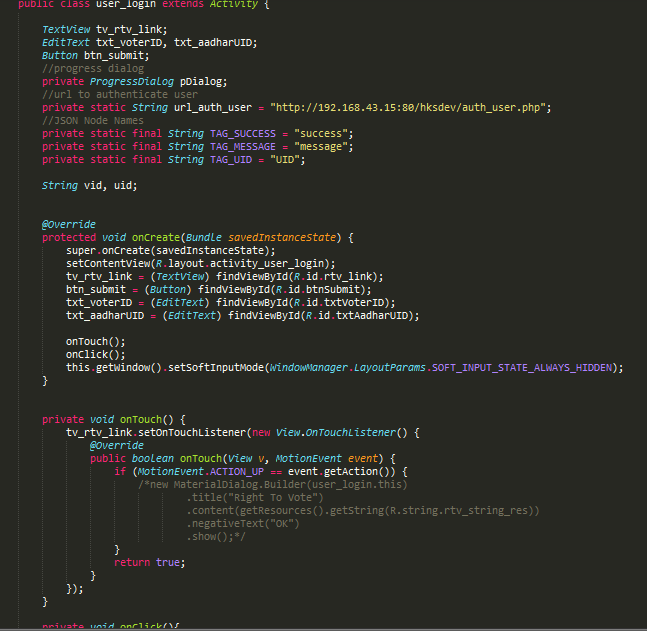 public class user_login extends Activity {
TextView tv_rtv_link;
EditText txt_voterID, txt_aadharUID;
Button btn_submit;
//progress dialog
private ProgressDialog pDialog;
//url to authenticate user
private static String url_auth_user = "http://192.168.43.15:80/hksdev/auth_user.php";
//JSON Node Names
private static final String TAG_SUCCESS = "success";
private static final String TAG_MESSAGE = "message";
private static final String TAG_UID = "UID";
String vid, uid;
@Override
protected void onCreate(Bundle savedInstanceState) {
super.onCreate(savedInstanceState);
setContentView(R.layout.activity_user_login);
tv_rtv_link = (TextView) findViewById(R.id.rtv_link);
btn_submit = (Button) findViewById(R.id.btnSubmit);
txt_voterID = (EditText) findViewById(R.id.txtVoterID);
txt_aadharUID = (EditText) findViewById(R.id.txtAadharUID);
onTouch();
onClick();
this.getWindow().setSoftInputMode(WindowManager.LayoutParams.SOFT_INPUT_STATE_ALWAYS_HIDDEN);
}
private void onTouch() {
tv_rtv_link.setOnTouchListener(new View.OnTouchListener() {
@Override
public boolean onTouch(View v, MotionEvent event) {
if (MotionEvent.ACTION_UP == event.getAction()) {
/*new MaterialDialog.Builder(user_login.this)
.title("Right To Vote")
.content(getResources().getString(R.string.rtv_string_res))
.negativeText("OK")
.show();*/
}
return true;
}
});
}
private void onClick(){